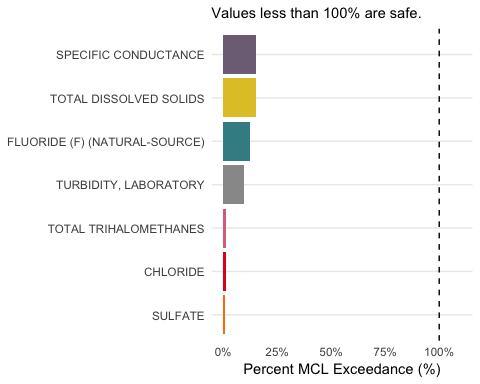 Values less than 100% are safe.
SPECIFIC CONDUCTANCE
TOTAL DISSOLVED SOLIDS
FLUORIDE (F) (NATURAL-SOURCE)
TURBIDITY, LABORATORY
TOTAL TRIHALOMETHANES
CHLORIDE
SULFATE
0% 25% 50% 75% 100%
Percent MCL Exceedance (%)